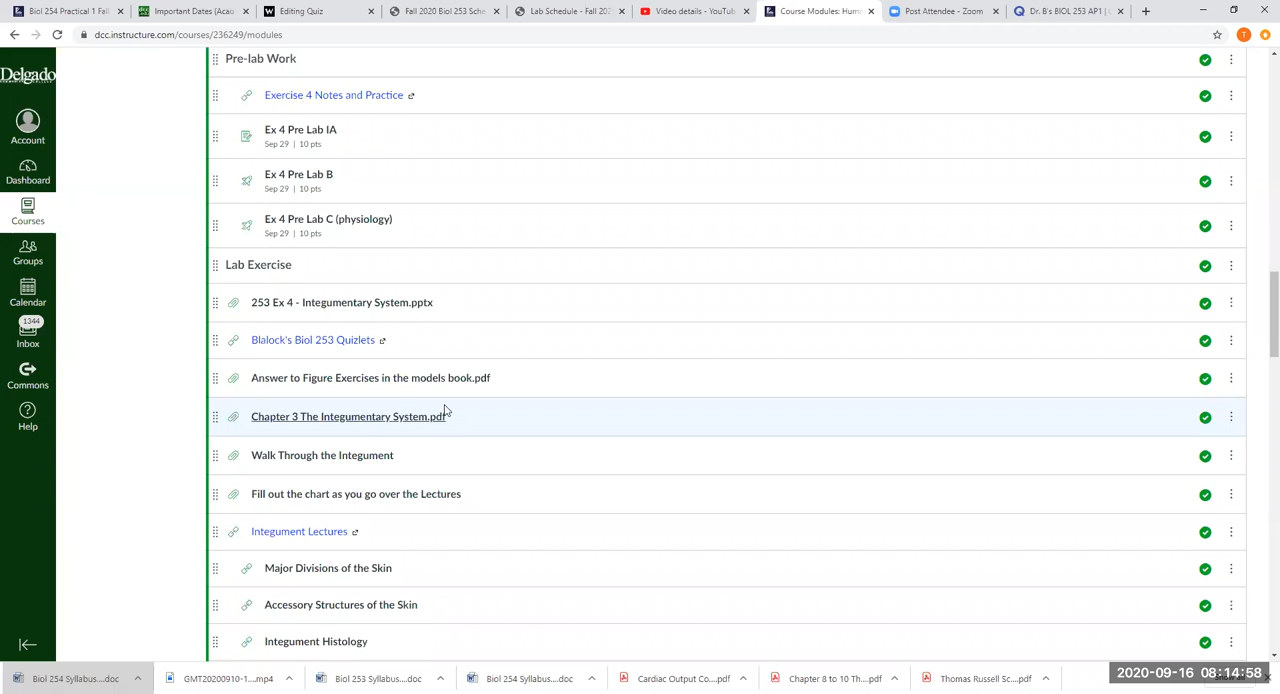 Biol 254 Practical 1 Fall
Important Dates (Aca
Editing Quiz
Fall 2020 Biol 253 Sche
Lab Schedule - Fall 202
Video details - YouTub
Course Modules: Hum
Post Attendee - Zoom
Dr. B's BIOL 253 AP1 |
dcc.instructure.com/courses/236249/modules
T
Delgado
Account
Dashboard
Courses
Groups
Calendar
1344
Inbox
Commons
Help
Pre-lab Work
Exercise 4 Notes and Practice
Ex 4 Pre Lab IA
Sep 29 | 10 pts
Ex 4 Pre Lab B
Sep 29 | 10 pts
Ex 4 Pre Lab C (physiology)
Sep 29 | 10 pts
Lab Exercise
253 Ex 4 - Integumentary System.pptx
Blalock's Biol 253 Quizlets
Answer to Figure Exercises in the models book.pdf
Chapter 3 The Integumentary System.pdf
Walk Through the Integument
Fill out the chart as you go over the Lectures
Integument Lectures
Major Divisions of the Skin
Accessory Structures of the Skin
Integument Histology
Biol 254 Syllabus....doc
GMT20200910-1....mp4
Biol 253 Syllabus....doc
Biol 254 Syllabus....doc
Cardiac Output Co....pdf
Chapter 8 to 10 Th....pdf
Thomas Russell Sc....pdf
2020-09-16 08:14:58